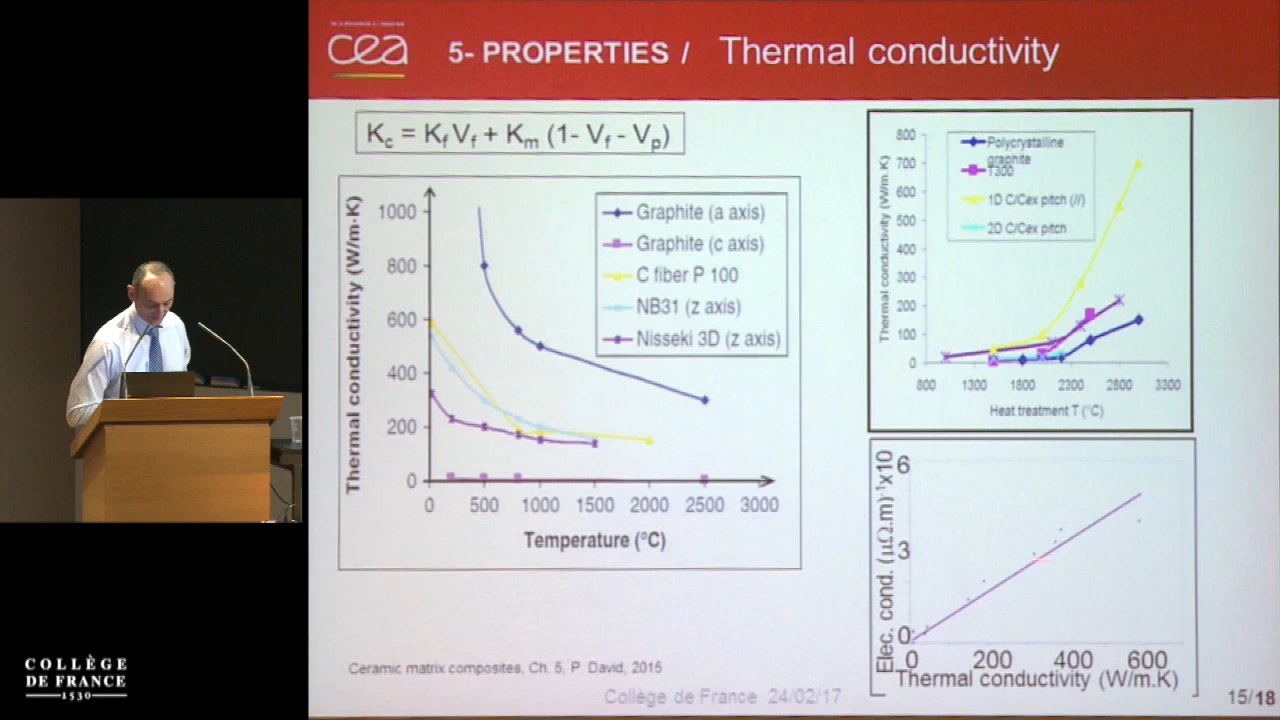 cea
5- PROPERTIES / Thermal conductivity
Kc = Kf Vf + Km (1- Vf - Vp)
Thermal conductivity (W/m-K)
1000
800
600
400
200
0
0 500 1000 1500 2000 2500 3000
Temperature (°C)
Graphite (a axis)
Graphite (c axis)
C fiber P 100
NB31 (z axis)
Nisseki 3D (z axis)
Thermal conductivity (W/m.K)
800
700
600
500
400
300
200
100
0
800 1300 1800 2300 2800 3300
Heat treatment T (°C)
Polycrystalline
graphite
T300
1D C/Cex pitch (//)
2D C/Cex pitch
Elec. cond. (μΩ.m)⁻¹x10
6
3
0
0 200 400 600
Thermal conductivity (W/m.K)
Ceramic matrix composites, Ch. 5, P. David, 2015
Collège de France 24/02/17
15/18
COLLÈGE
DE FRANCE
1530